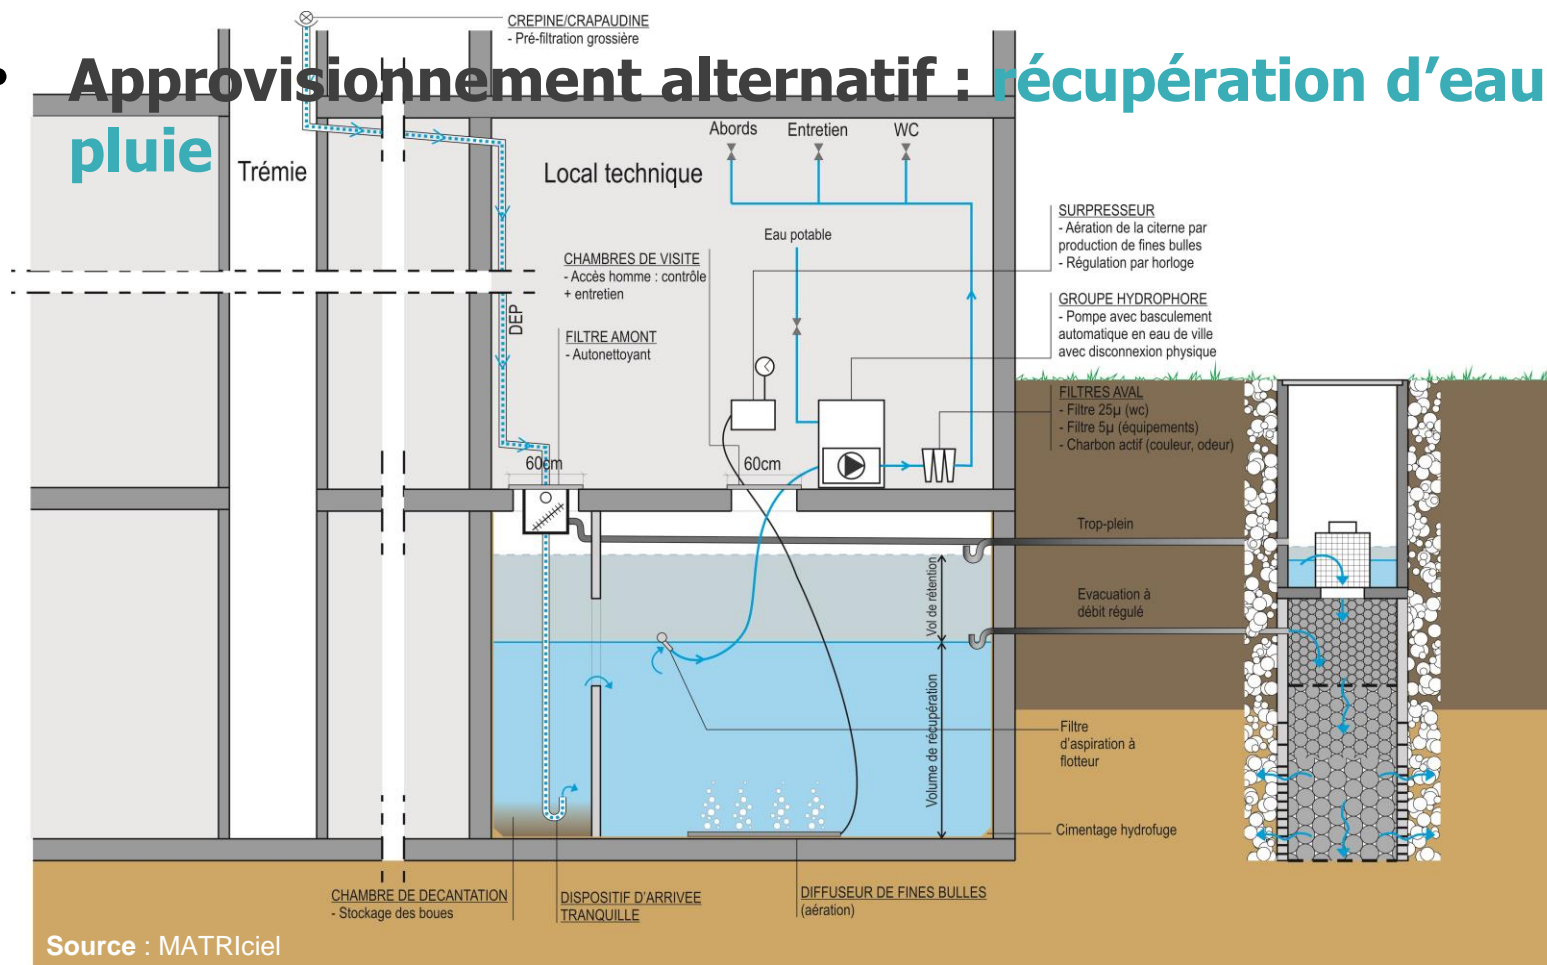 CREPINE/CRAPAUDINE
- Pré-filtration grossière
• Approvisionnement alternatif : récupération d’eau
pluie
Trémie
Local technique
Abords
Entretien
WC
Eau potable
SURPRESSEUR
- Aération de la citerne par
production de fines bulles
- Régulation par horloge
CHAMBRES DE VISITE
- Accès homme : contrôle
+ entretien
GROUPE HYDROPHORE
- Pompe avec basculement
automatique en eau de ville
avec disconnexion physique
DEP
FILTRE AMONT
- Autonettoyant
FILTRES AVAL
- Filtre 25µ (wc)
- Filtre 5µ (équipements)
- Charbon actif (couleur, odeur)
60cm
60cm
Trop-plein
Vol de rétention
Evacuation à
débit régulé
Volume de récupération
Filtre
d'aspiration à
flotteur
Cimentage hydrofuge
CHAMBRE DE DECANTATION
- Stockage des boues
DISPOSITIF D'ARRIVEE
TRANQUILLE
DIFFUSEUR DE FINES BULLES
(aération)
Source : MATRIciel